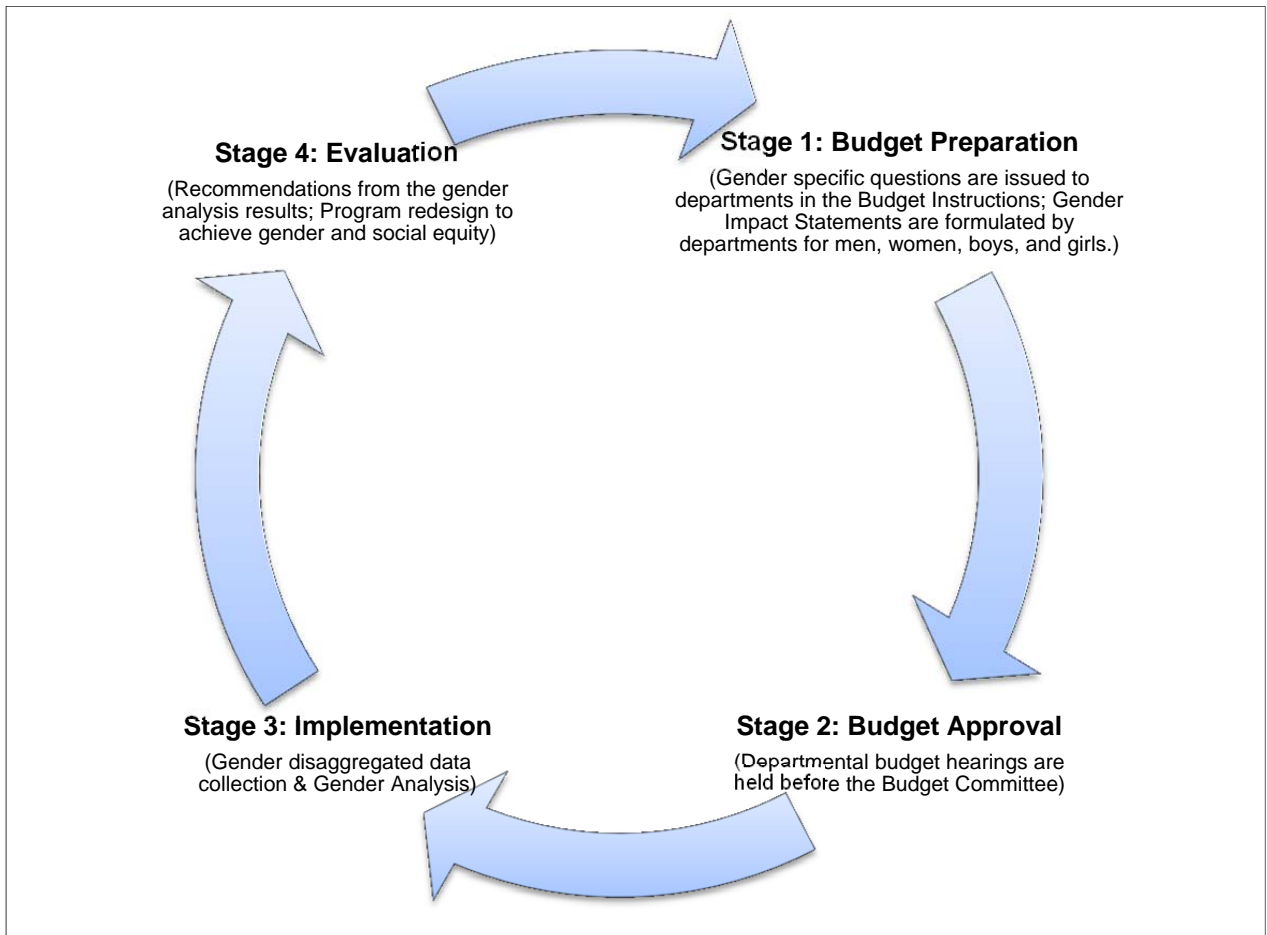 Stage 4: Evaluation
(Recommendations from the gender
analysis results; Program redesign to
achieve gender and social equity)
Stage 1: Budget Preparation
(Gender specific questions are issued to
departments in the Budget Instructions; Gender
Impact Statements are formulated by
departments for men, women, boys, and girls.)
Stage 3: Implementation
(Gender disaggregated data
collection & Gender Analysis)
Stage 2: Budget Approval
(Departmental budget hearings are
held before the Budget Committee)